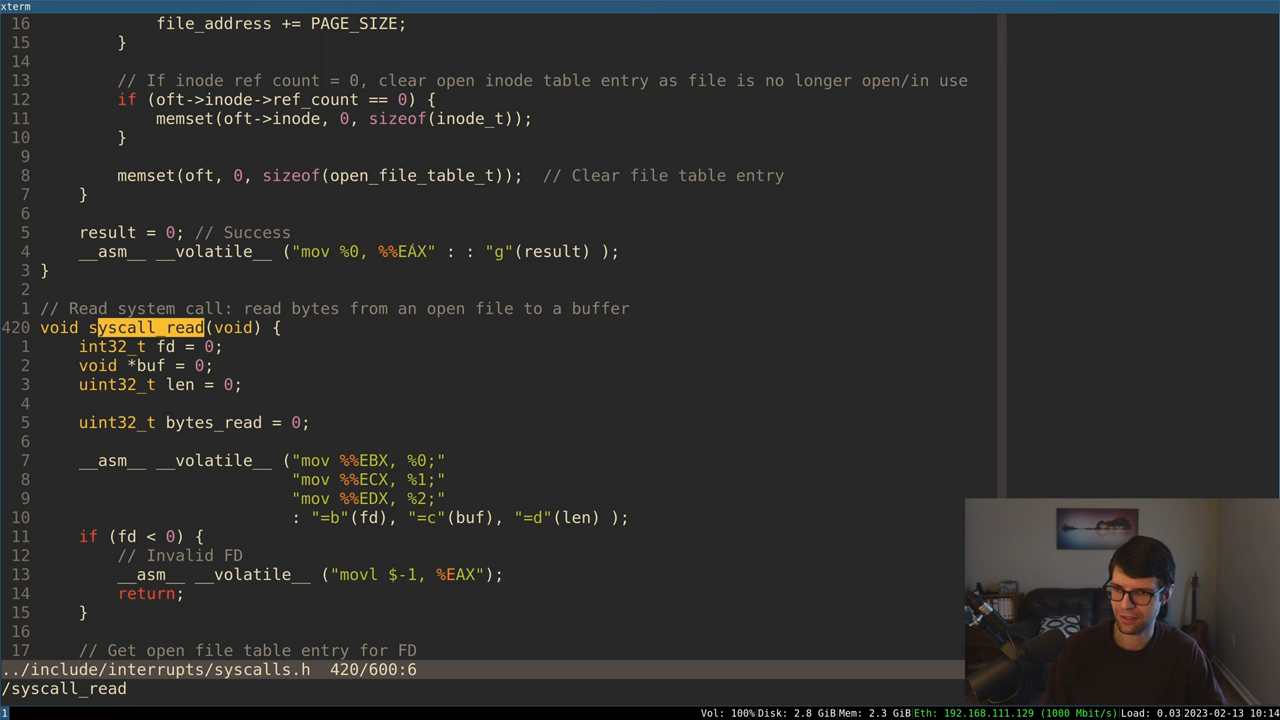 xterm
16             file_address += PAGE_SIZE;
15         }
14
13         // If inode ref count = 0, clear open inode table entry as file is no longer open/in use
12         if (oft->inode->ref_count == 0) {
11             memset(oft->inode, 0, sizeof(inode_t));
10         }
9
8         memset(oft, 0, sizeof(open_file_table_t));  // Clear file table entry
7     }
6
5     result = 0; // Success
4     __asm__ __volatile__ ("mov %0, %%EAX" : : "g"(result) );
3 }
2
1 // Read system call: read bytes from an open file to a buffer
420 void syscall_read(void) {
1     int32_t fd = 0;
2     void *buf = 0;
3     uint32_t len = 0;
4
5     uint32_t bytes_read = 0;
6
7     __asm__ __volatile__ ("mov %%EBX, %0;"
8                           "mov %%ECX, %1;"
9                           "mov %%EDX, %2;"
10                           : "=b"(fd), "=c"(buf), "=d"(len) );
11     if (fd < 0) {
12         // Invalid FD
13         __asm__ __volatile__ ("movl $-1, %EAX");
14         return;
15     }
16
17     // Get open file table entry for FD
../include/interrupts/syscalls.h  420/600:6
/syscall_read
1 Vol: 100% Disk: 2.8 GiB Mem: 2.3 GiB Eth: 192.168.111.129 (1000 Mbit/s) Load: 0.03 2023-02-13 10:14